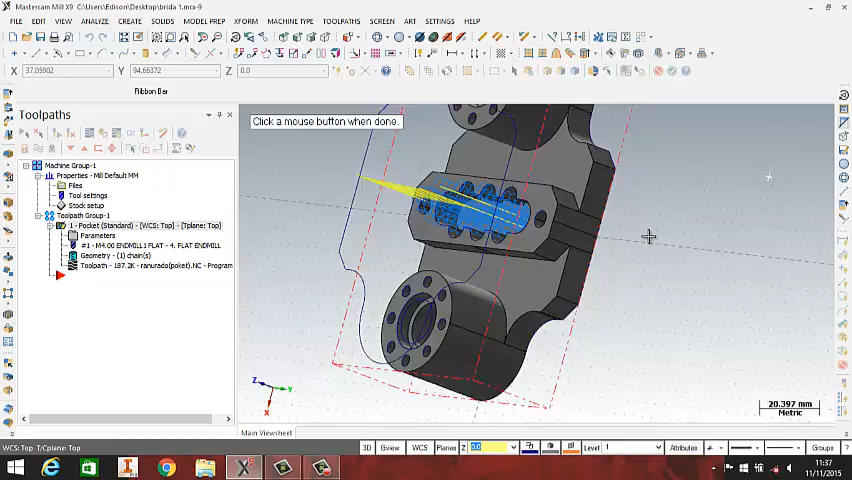 Mastercam Mill X9 C:\Users\Edison\Desktop\brida 1.mcx-9
FILE EDIT VIEW ANALYZE CREATE SOLIDS MODEL PREP XFORM MACHINE TYPE TOOLPATHS SCREEN ART SETTINGS HELP
X 37.05902 Y 94.66372 Z 0.0
Ribbon Bar
Toolpaths
Click a mouse button when done.
G1
Machine Group-1
Properties - Mill Default MM
Files
Tool settings
Stock setup
Toolpath Group-1
1 - Pocket (Standard) - [WCS: Top] - [Tplane: Top]
Parameters
#1 - M4.00 ENDMILL1 FLAT - 4. FLAT ENDMILL
Geometry - (1) chain(s)
Toolpath - 187.2K - ranurado(poket).NC - Program
Z Y
X
20.397 mm
Metric
Main Viewsheet
WCS: Top T/Cplane: Top
3D Gview WCS Planes Z 0.0 Level 1 Attributes Groups
11:37
11/11/2015